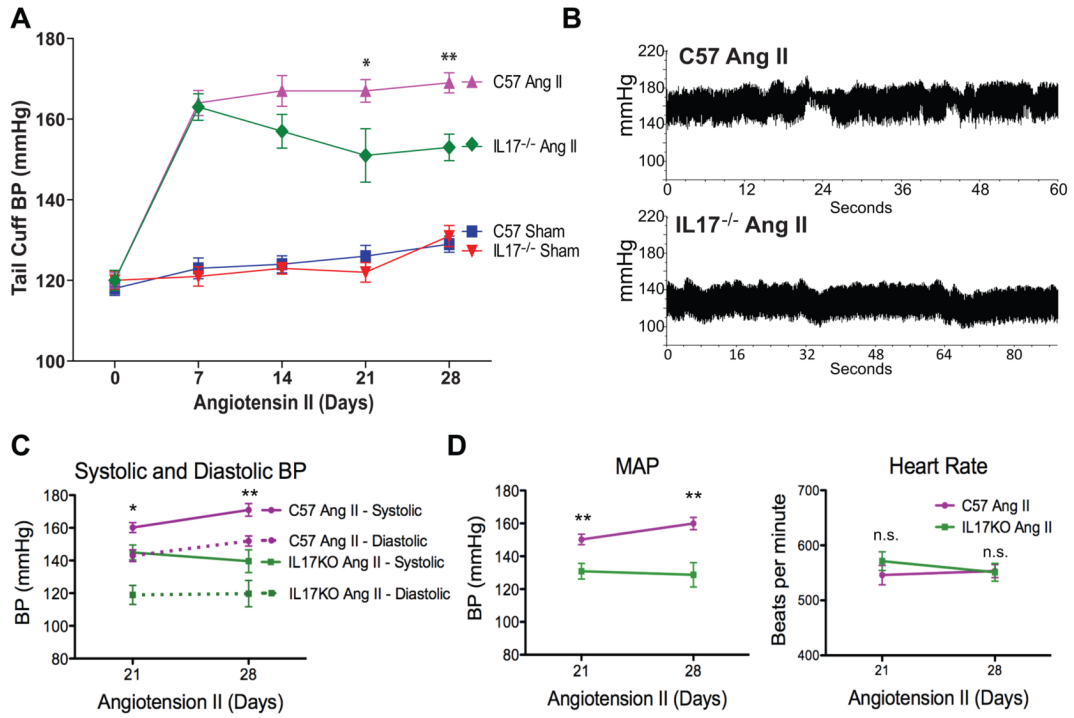 A
180
160
140
120
100
Tail Cuff BP (mmHg)
*
**
C57 Ang II
IL17-/- Ang II
C57 Sham
IL17-/- Sham
0 7 14 21 28
Angiotensin II (Days)
B
C57 Ang II
220
180
140
100
mmHg
0 12 24 36 48 60
Seconds
IL17-/- Ang II
220
180
140
100
mmHg
0 16 32 48 64 80
Seconds
C
Systolic and Diastolic BP
180
160
140
120
100
80
BP (mmHg)
*
**
C57 Ang II - Systolic
C57 Ang II - Diastolic
IL17KO Ang II - Systolic
IL17KO Ang II - Diastolic
21 28
Angiotensin II (Days)
D
MAP
180
160
140
120
100
80
BP (mmHg)
**
**
21 28
Angiotensin II (Days)
Heart Rate
700
600
500
400
Beats per minute
C57 Ang II
IL17KO Ang II
n.s.
n.s.
21 28
Angiotensin II (Days)